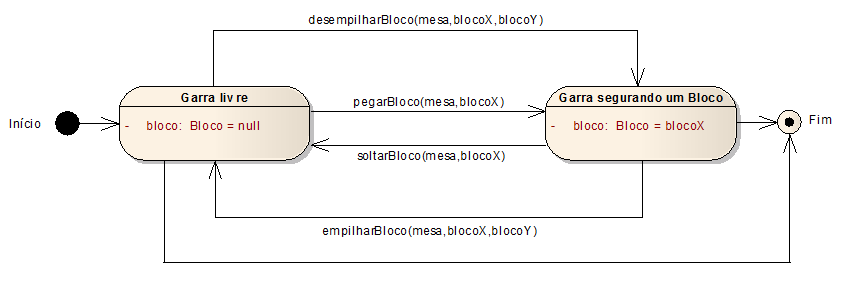 desempilharBloco(mesa,blocoX,blocoY)
Garra livre
Garra segurando um Bloco
pegarBloco(mesa,blocoX)
Início
- bloco: Bloco = null
- bloco: Bloco = blocoX
Fim
soltarBloco(mesa,blocoX)
empilharBloco(mesa,blocoX,blocoY)